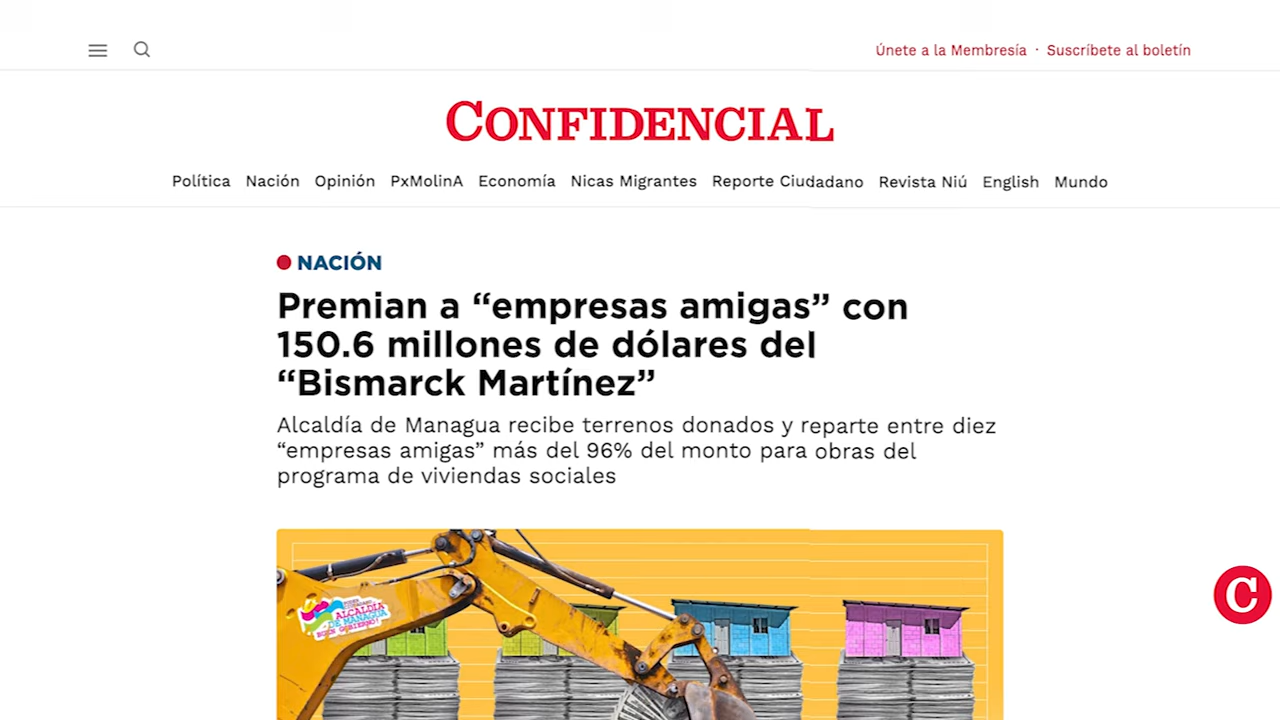 Únete a la Membresía · Suscríbete al boletín
CONFIDENCIAL
Política Nación Opinión PxMolinA Economía Nicas Migrantes Reporte Ciudadano Revista Niú English Mundo
NACIÓN
Premian a “empresas amigas” con
150.6 millones de dólares del
“Bismarck Martínez”
Alcaldía de Managua recibe terrenos donados y reparte entre diez
“empresas amigas” más del 96% del monto para obras del
programa de viviendas sociales
ALCALDÍA
DE MANAGUA
BUEN GOBIERNO!
C